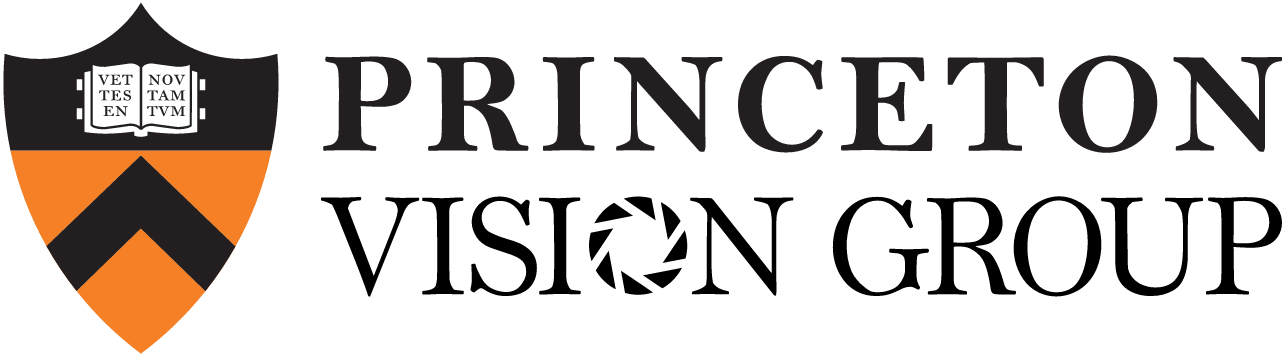 VET NOV
TES TAM
EN TVM
PRINCETON
VISION GROUP